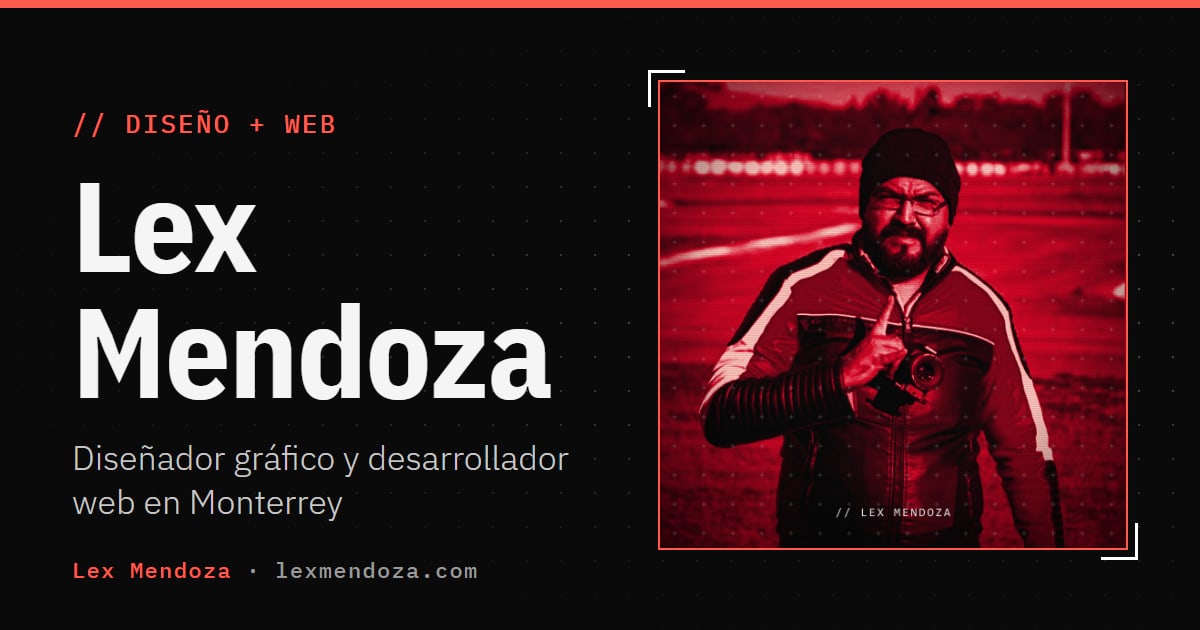 // DISEÑO + WEB
Lex
Mendoza
Diseñador gráfico y desarrollador
web en Monterrey
Lex Mendoza · lexmendoza.com
// LEX MENDOZA